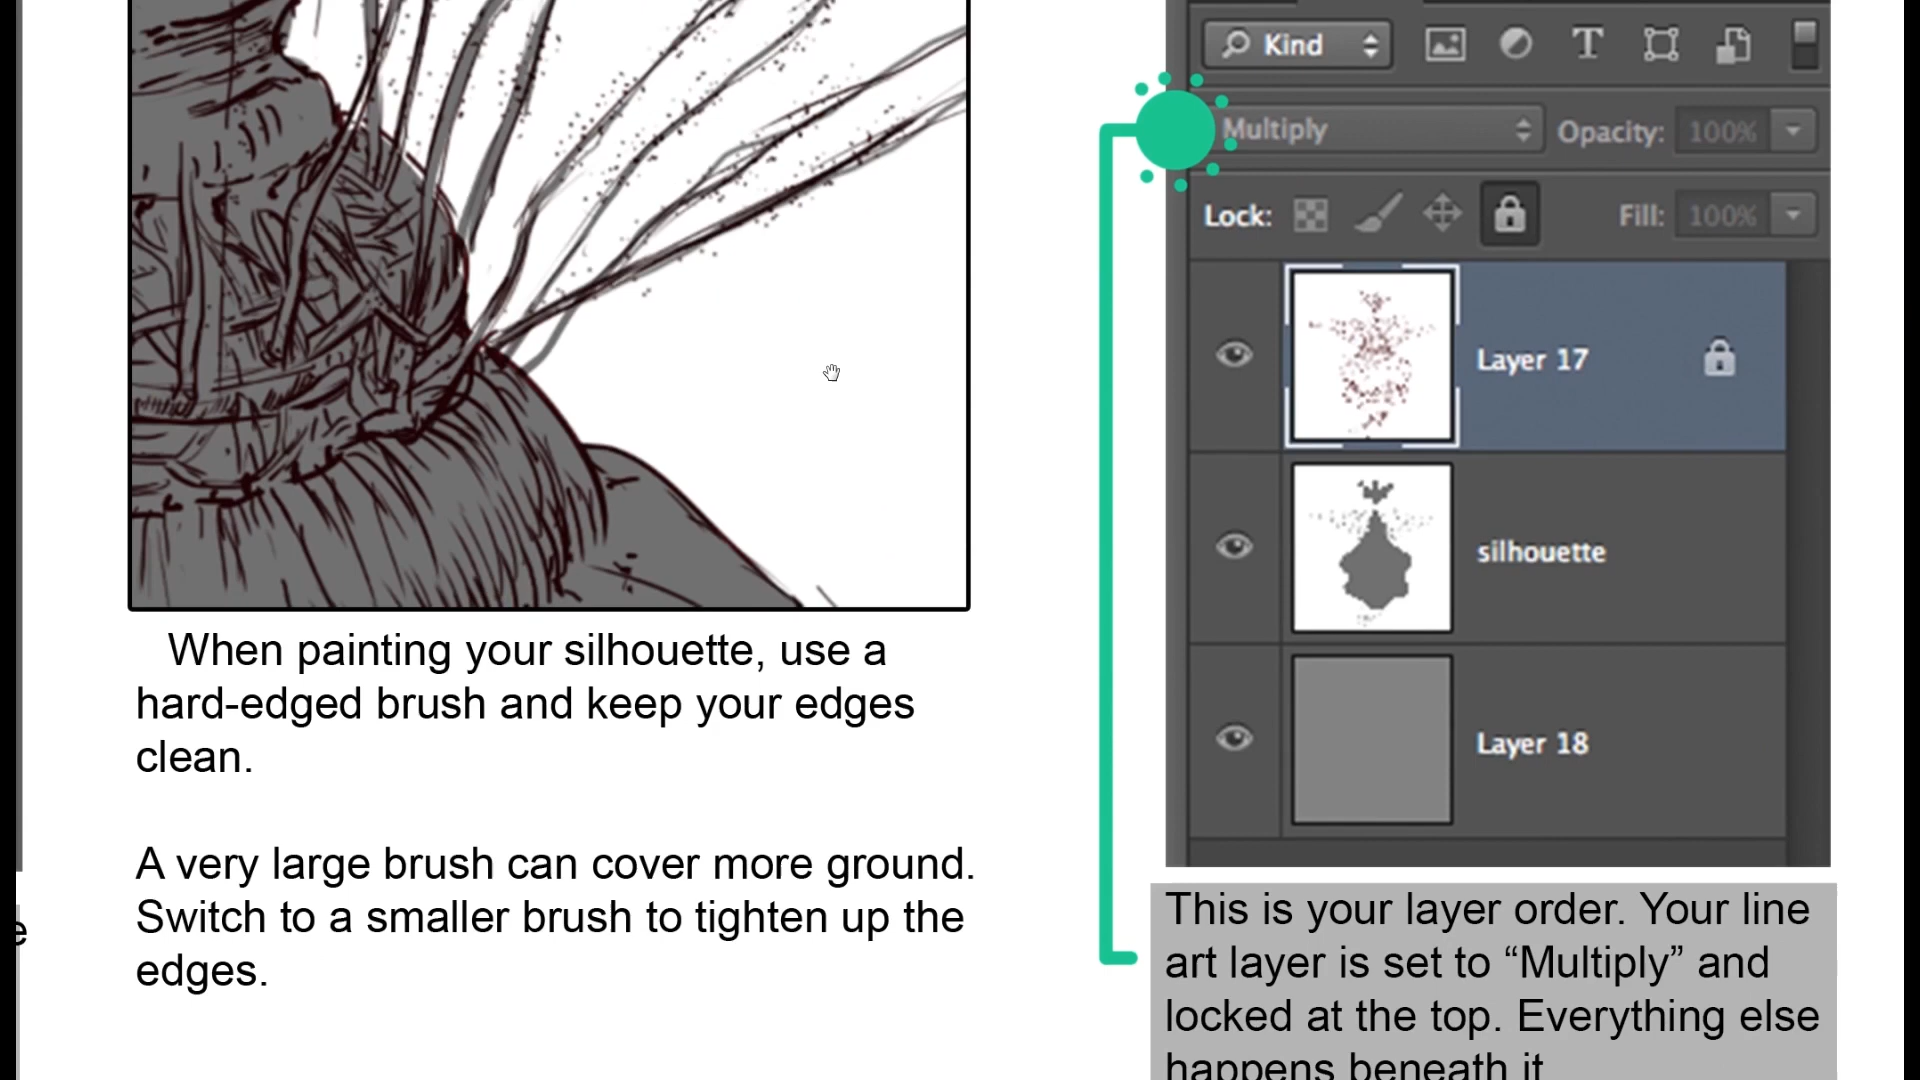 Kind
Multiply
Opacity: 100%
Lock:
Fill: 100%
Layer 17
silhouette
Layer 18
When painting your silhouette, use a
hard-edged brush and keep your edges
clean.
A very large brush can cover more ground.
Switch to a smaller brush to tighten up the
edges.
e
This is your layer order. Your line
art layer is set to “Multiply” and
locked at the top. Everything else
happens beneath it